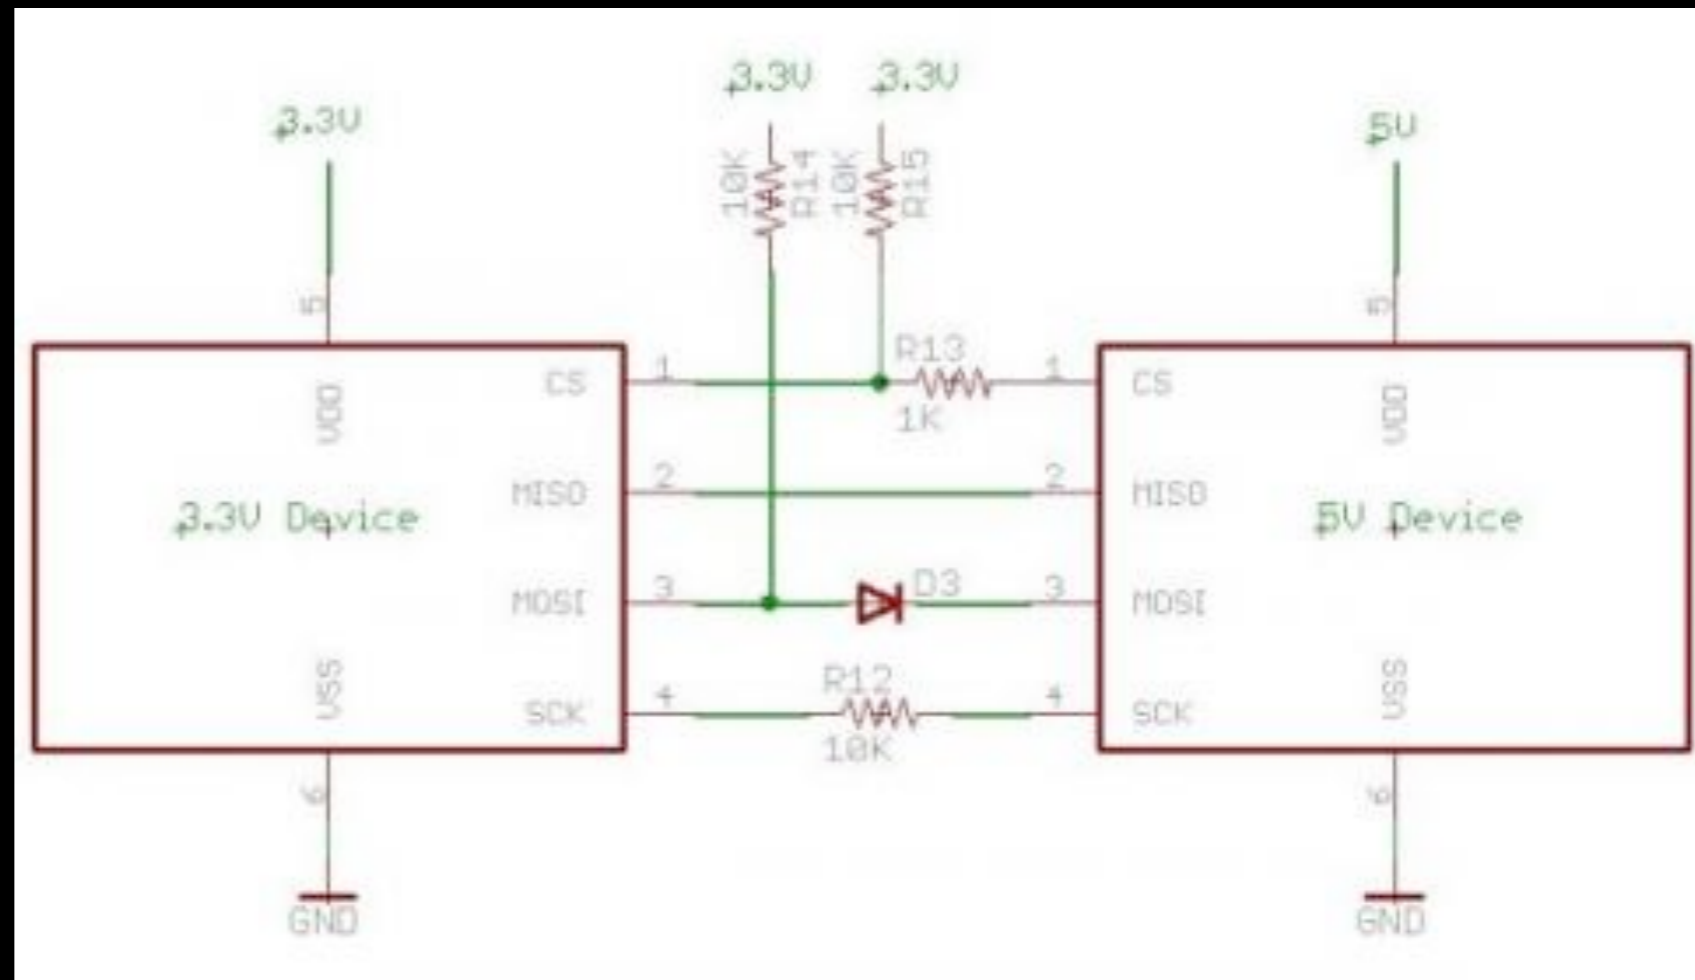 3.3V
3.3V
3.3V
5V
10K
R14
10K
R15
5
5
CS
1
R13
1K
1
CS
VDD
VDD
MISO
2
2
MISO
3.3V Device
5V Device
MOSI
3
D3
3
MOSI
VSS
VSS
SCK
4
R12
10K
4
SCK
6
6
GND
GND